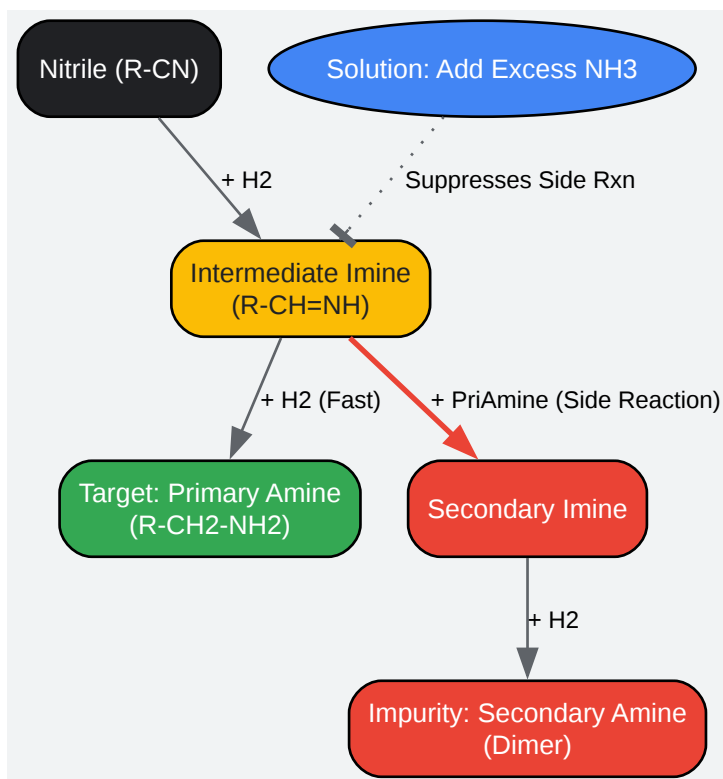 Nitrile (R-CN)
Solution: Add Excess NH3
+ H2
Suppresses Side Rxn
Intermediate Imine
(R-CH=NH)
+ H2 (Fast)
+ PriAmine (Side Reaction)
Target: Primary Amine
(R-CH2-NH2)
Secondary Imine
+ H2
Impurity: Secondary Amine
(Dimer)